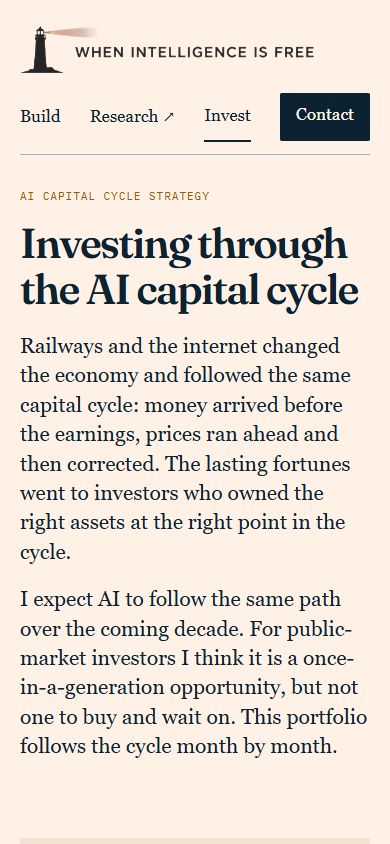 WHEN INTELLIGENCE IS FREE
Build
Research ↗
Invest
Contact
AI CAPITAL CYCLE STRATEGY
Investing through
the AI capital cycle
Railways and the internet changed
the economy and followed the same
capital cycle: money arrived before
the earnings, prices ran ahead and
then corrected. The lasting fortunes
went to investors who owned the
right assets at the right point in the
cycle.
I expect AI to follow the same path
over the coming decade. For public-
market investors I think it is a once-
in-a-generation opportunity, but not
one to buy and wait on. This portfolio
follows the cycle month by month.